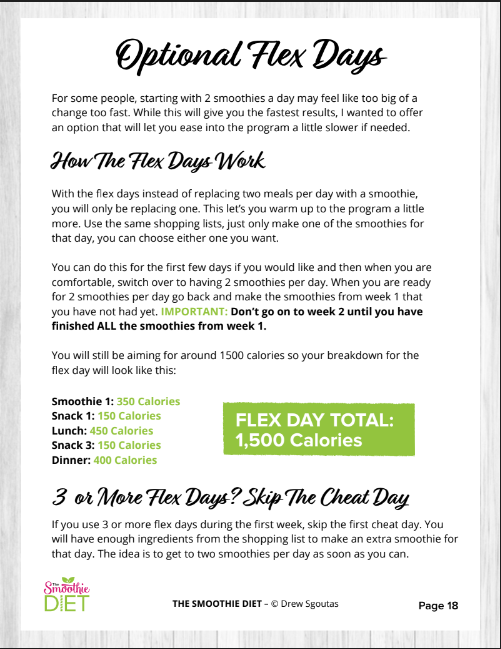 Optional Flex Days
For some people, starting with 2 smoothies a day may feel like too big of a
change too fast. While this will give you the fastest results, I wanted to offer
an option that will let you ease into the program a little slower if needed.
How The Flex Days Work
With the flex days instead of replacing two meals per day with a smoothie,
you will only be replacing one. This let's you warm up to the program a little
more. Use the same shopping lists, just only make one of the smoothies for
that day, you can choose either one you want.
You can do this for the first few days if you would like and then when you are
comfortable, switch over to having 2 smoothies per day. When you are ready
for 2 smoothies per day go back and make the smoothies from week 1 that
you have not had yet. IMPORTANT: Don't go on to week 2 until you have
finished ALL the smoothies from week 1.
You will still be aiming for around 1500 calories so your breakdown for the
flex day will look like this:
Smoothie 1: 350 Calories
Snack 1: 150 Calories
Lunch: 450 Calories
Snack 3: 150 Calories
Dinner: 400 Calories
FLEX DAY TOTAL:
1,500 Calories
3 or More Flex Days? Skip The Cheat Day
If you use 3 or more flex days during the first week, skip the first cheat day. You
will have enough ingredients from the shopping list to make an extra smoothie for
that day. The idea is to get to two smoothies per day as soon as you can.
The
Smoothie
DIET
THE SMOOTHIE DIET – © Drew Sgoutas
Page 18